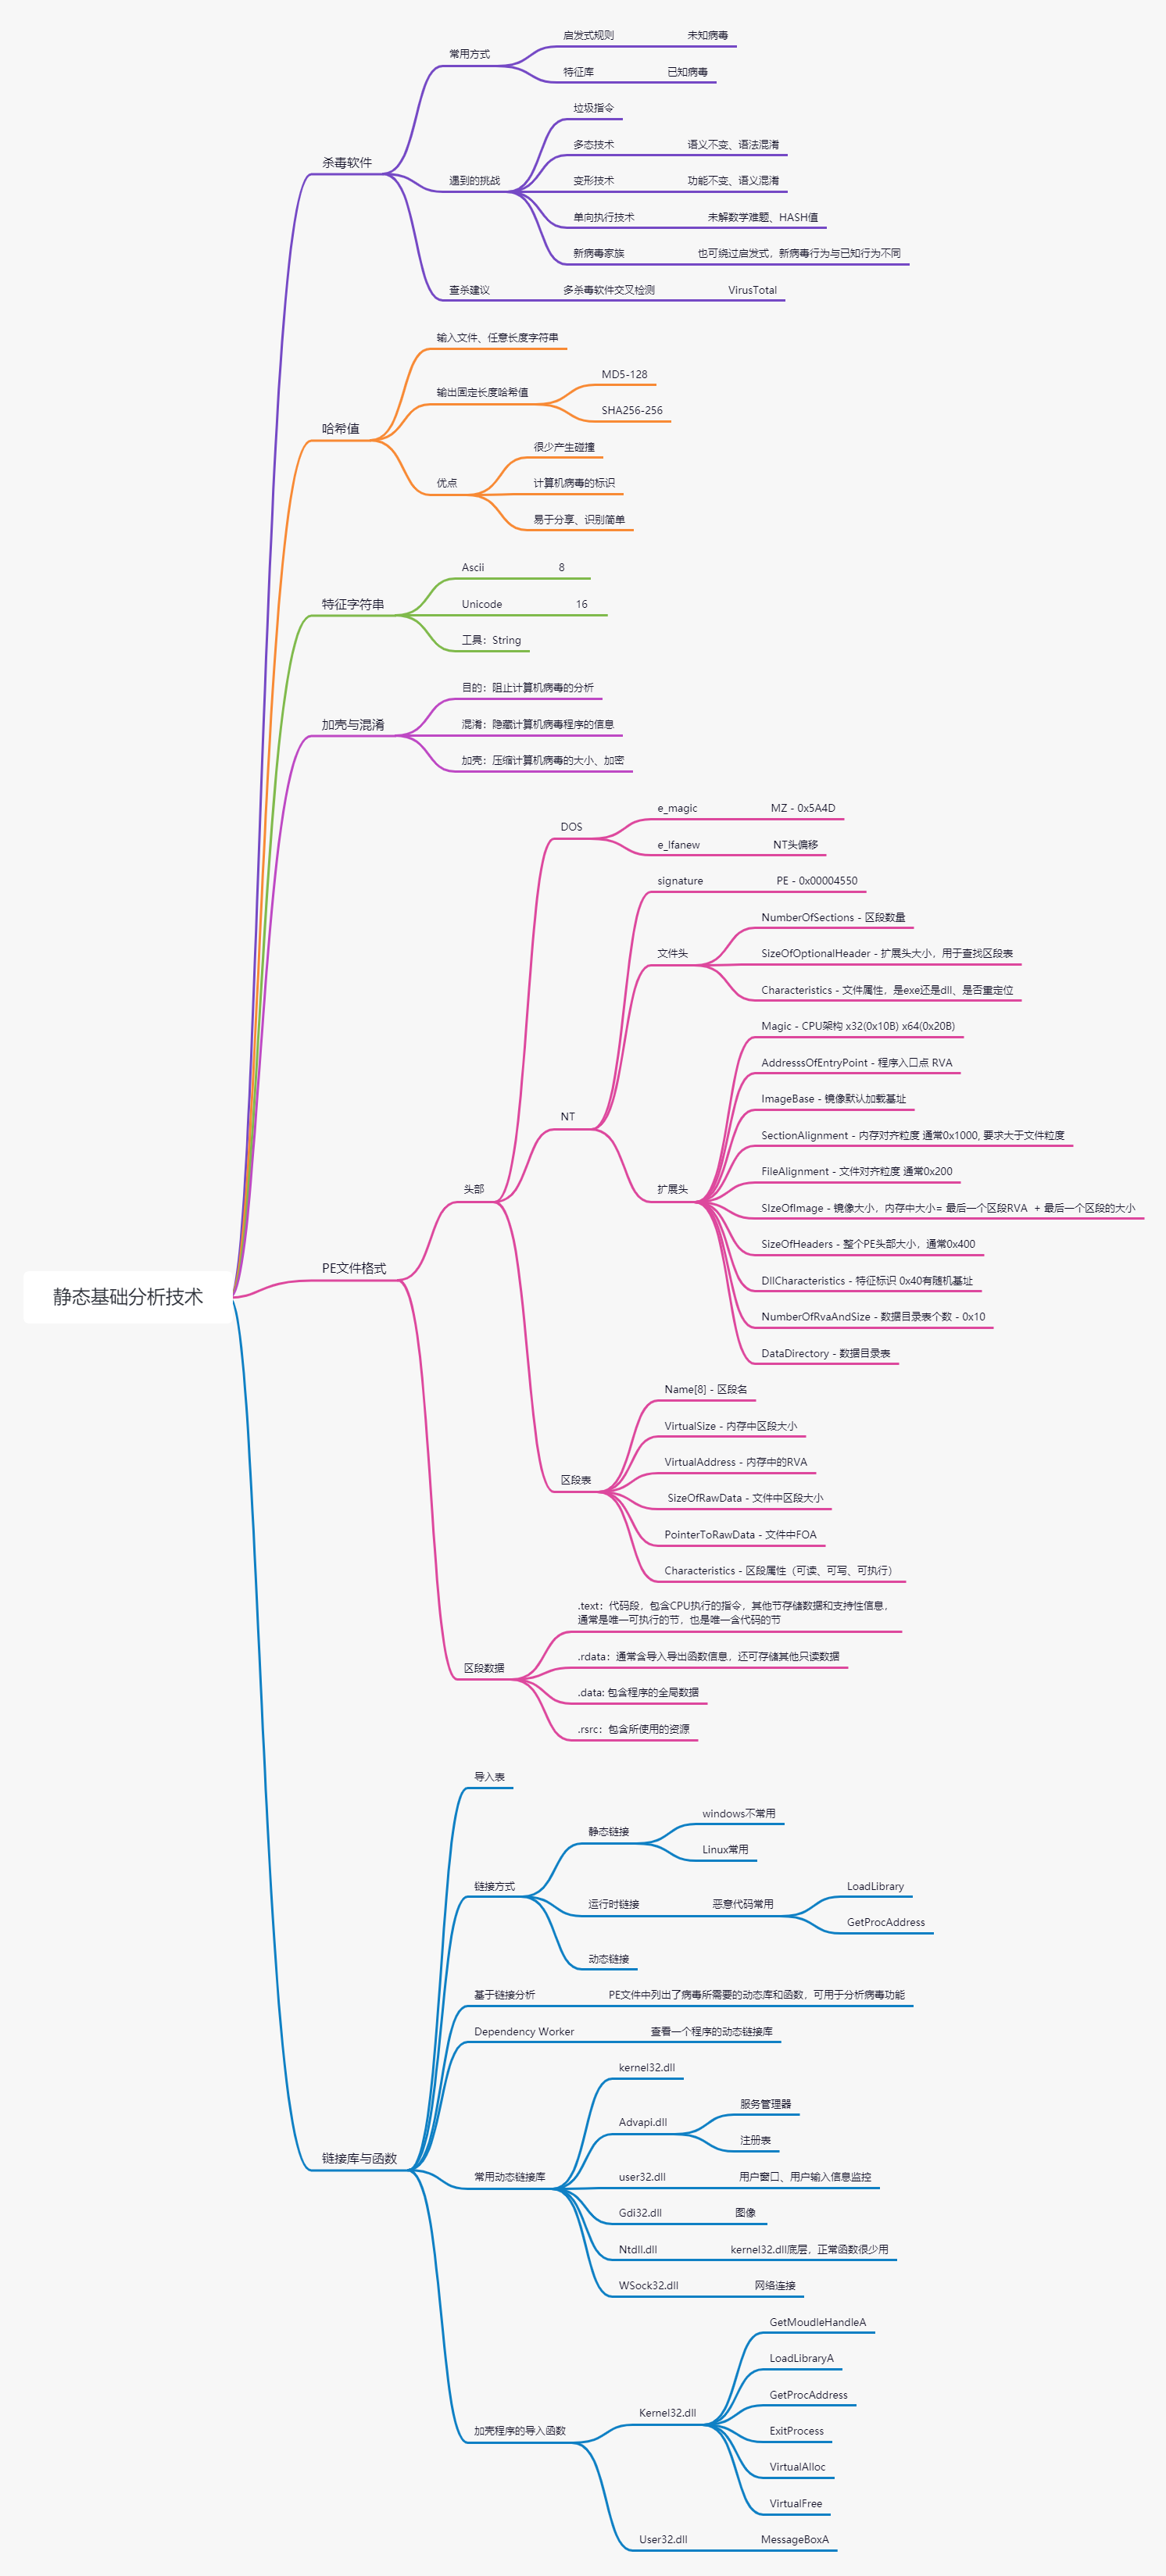 静态基础分析技术
杀毒软件
常用方式
启发式规则 未知病毒
特征库 已知病毒
遇到的挑战
垃圾指令
多态技术 语义不变、语法混淆
变形技术 功能不变、语义混淆
单向执行技术 未解数学难题、HASH值
新病毒家族 也可绕过启发式，新病毒行为与已知行为不同
查杀建议 多杀毒软件交叉检测 VirusTotal
哈希值
输入文件、任意长度字符串
输出固定长度哈希值
MD5-128
SHA256-256
优点
很少产生碰撞
计算机病毒的标识
易于分享、识别简单
特征字符串
Ascii 8
Unicode 16
工具：String
加壳与混淆
目的：阻止计算机病毒的分析
混淆：隐藏计算机病毒程序的信息
加壳：压缩计算机病毒的大小、加密
PE文件格式
头部
DOS
e_magic MZ - 0x5A4D
e_lfanew NT头偏移
NT
signature PE - 0x00004550
文件头
NumberOfSections - 区段数量
SizeOfOptionalHeader - 扩展头大小，用于查找区段表
Characteristics - 文件属性，是exe还是dll、是否重定位
扩展头
Magic - CPU架构 x32(0x10B) x64(0x20B)
AddresssOfEntryPoint - 程序入口点 RVA
ImageBase - 镜像默认加载基址
SectionAlignment - 内存对齐粒度 通常0x1000, 要求大于文件粒度
FileAlignment - 文件对齐粒度 通常0x200
SIzeOfImage - 镜像大小，内存中大小= 最后一个区段RVA + 最后一个区段的大小
SIzeOfHeaders - 整个PE头部大小，通常0x400
DllCharacteristics - 特征标识 0x40有随机基址
NumberOfRvaAndSize - 数据目录表个数 - 0x10
DataDirectory - 数据目录表
区段表
Name[8] - 区段名
VirtualSize - 内存中区段大小
VirtualAddress - 内存中的RVA
SizeOfRawData - 文件中区段大小
PointerToRawData - 文件中FOA
Characteristics - 区段属性（可读、可写、可执行）
区段数据
.text：代码段，包含CPU执行的指令，其他节存储数据和支持性信息，
通常是唯一可执行的节，也是唯一含代码的节
.rdata：通常含导入导出函数信息，还可存储其他只读数据
.data: 包含程序的全局数据
.rsrc：包含所使用的资源
链接库与函数
导入表
链接方式
静态链接
windows不常用
Linux常用
运行时链接 恶意代码常用
LoadLibrary
GetProcAddress
动态链接
基于链接分析 PE文件中列出了病毒所需要的动态库和函数，可用于分析病毒功能
Dependency Worker 查看一个程序的动态链接库
常用动态链接库
kernel32.dll
Advapi.dll
服务管理器
注册表
user32.dll 用户窗口、用户输入信息监控
Gdi32.dll 图像
Ntdll.dll kernel32.dll底层，正常函数很少用
WSock32.dll 网络连接
加壳程序的导入函数
Kernel32.dll
GetMoudleHandleA
LoadLibraryA
GetProcAddress
ExitProcess
VirtualAlloc
VirtualFree
User32.dll MessageBoxA